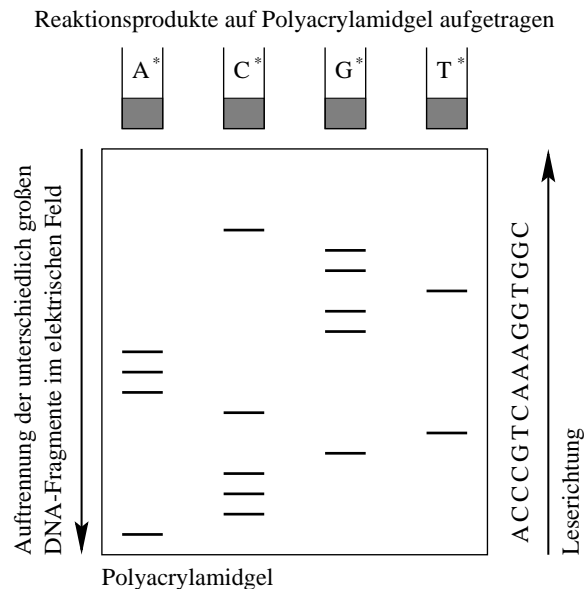 Reaktionsprodukte auf Polyacrylamidgel aufgetragen
A* C* G* T*
Auftrennung der unterschiedlich großen
DNA-Fragmente im elektrischen Feld
ACCCGTCAAAGGTGGC
Leserichtung
Polyacrylamidgel